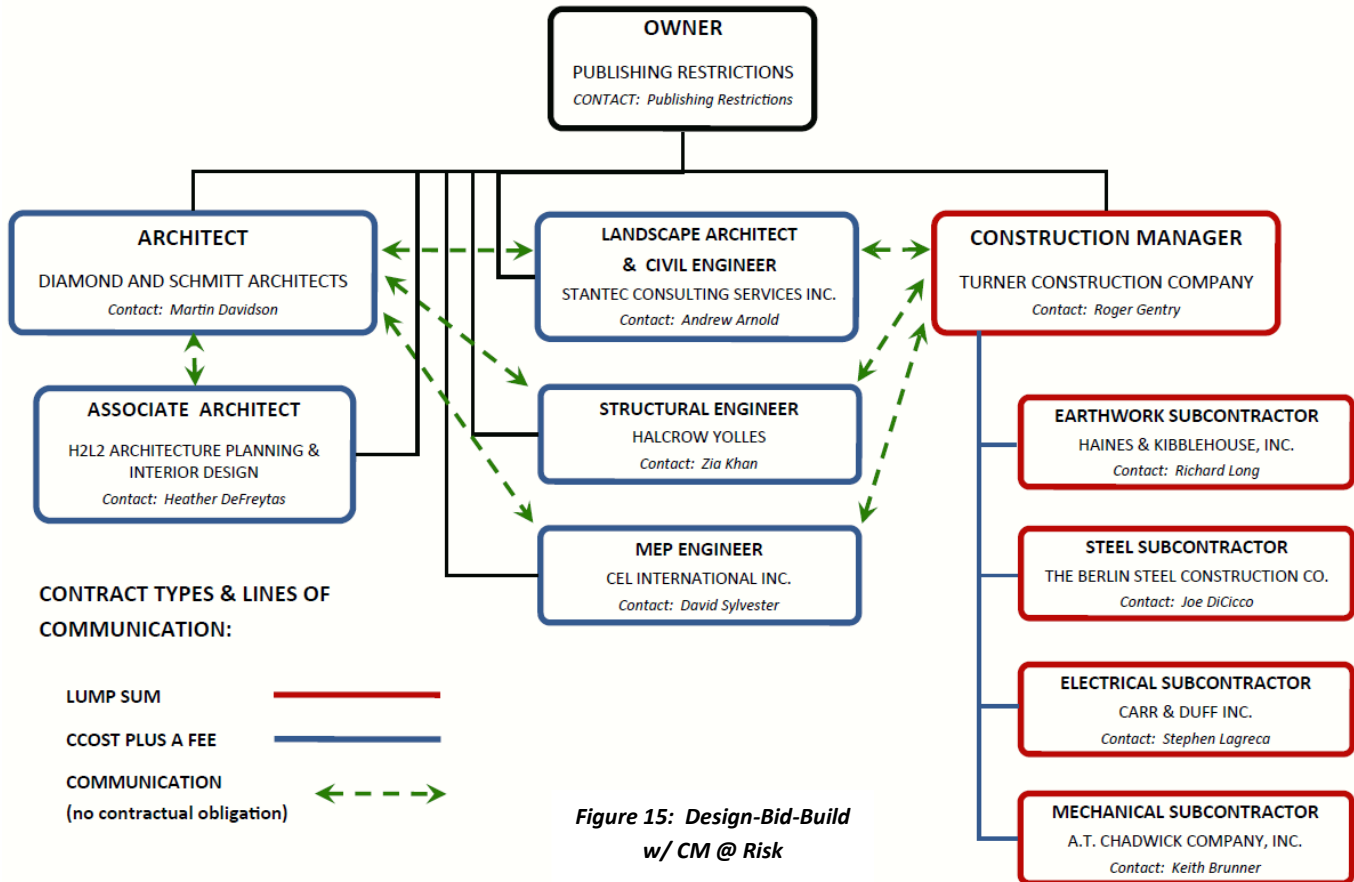 OWNER
PUBLISHING RESTRICTIONS
CONTACT: Publishing Restrictions
ARCHITECT
DIAMOND AND SCHMITT ARCHITECTS
Contact: Martin Davidson
LANDSCAPE ARCHITECT
& CIVIL ENGINEER
STANTEC CONSULTING SERVICES INC.
Contact: Andrew Arnold
CONSTRUCTION MANAGER
TURNER CONSTRUCTION COMPANY
Contact: Roger Gentry
ASSOCIATE ARCHITECT
H2L2 ARCHITECTURE PLANNING &
INTERIOR DESIGN
Contact: Heather DeFreytas
STRUCTURAL ENGINEER
HALCROW YOLLES
Contact: Zia Khan
EARTHWORK SUBCONTRACTOR
HAINES & KIBBLEHOUSE, INC.
Contact: Richard Long
MEP ENGINEER
CEL INTERNATIONAL INC.
Contact: David Sylvester
STEEL SUBCONTRACTOR
THE BERLIN STEEL CONSTRUCTION CO.
Contact: Joe DiCicco
CONTRACT TYPES & LINES OF
COMMUNICATION:
LUMP SUM
CCOST PLUS A FEE
COMMUNICATION
(no contractual obligation)
ELECTRICAL SUBCONTRACTOR
CARR & DUFF INC.
Contact: Stephen Lagreca
MECHANICAL SUBCONTRACTOR
A.T. CHADWICK COMPANY, INC.
Contact: Keith Brunner
Figure 15: Design-Bid-Build
w/ CM @ Risk